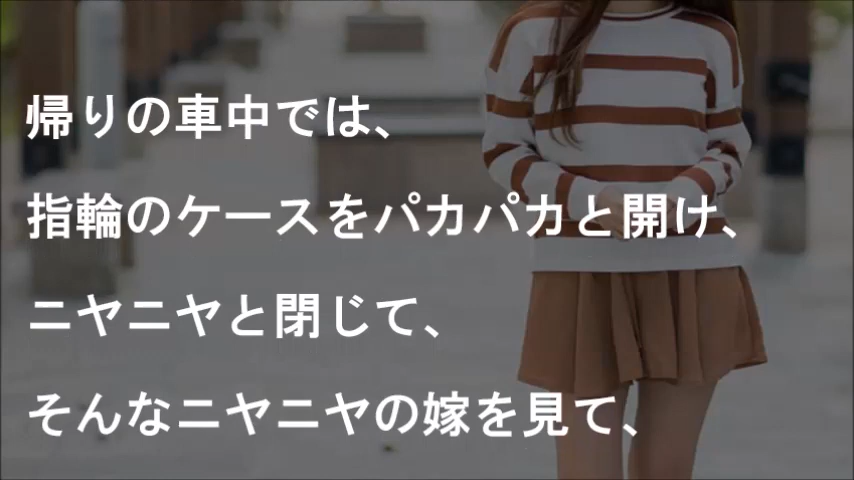 帰りの車中では、
指輪のケースをパカパカと開け、
ニヤニヤと閉じて、
そんなニヤニヤの嫁を見て、